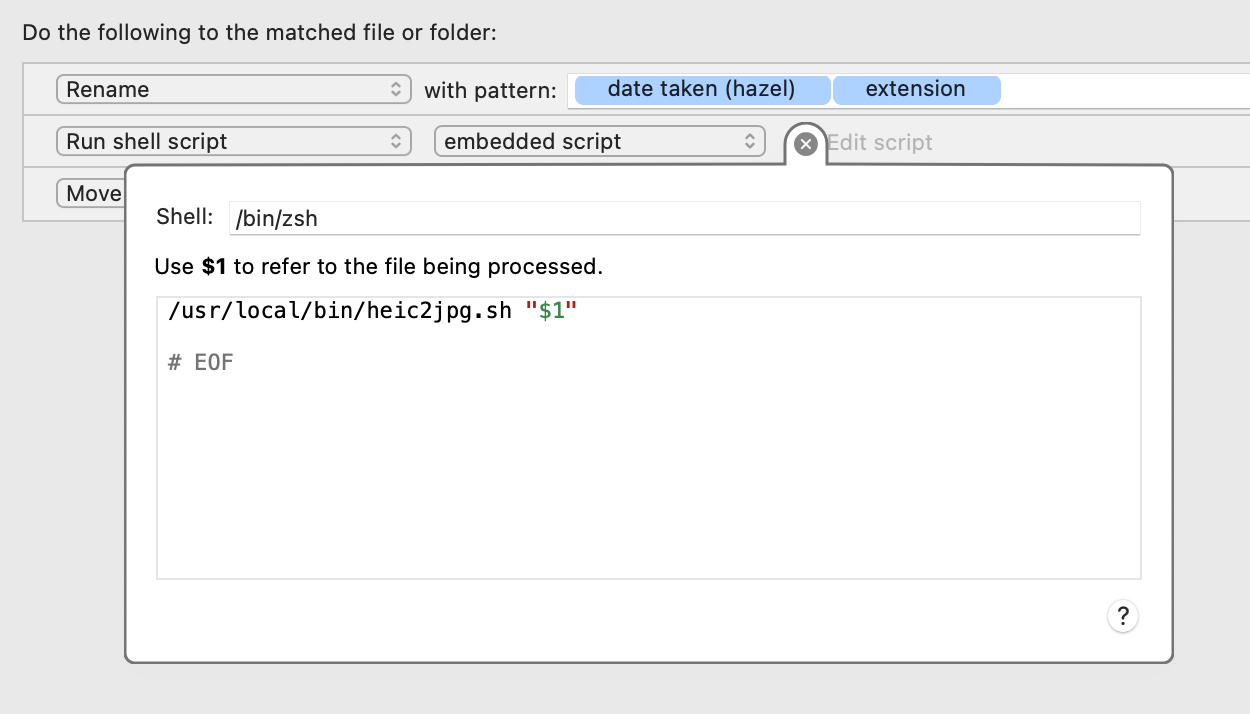 Do the following to the matched file or folder:
Rename with pattern: date taken (hazel) extension
Run shell script embedded script Edit script
Move
Shell: /bin/zsh
Use $1 to refer to the file being processed.
/usr/local/bin/heic2jpg.sh "$1"
# EOF
?